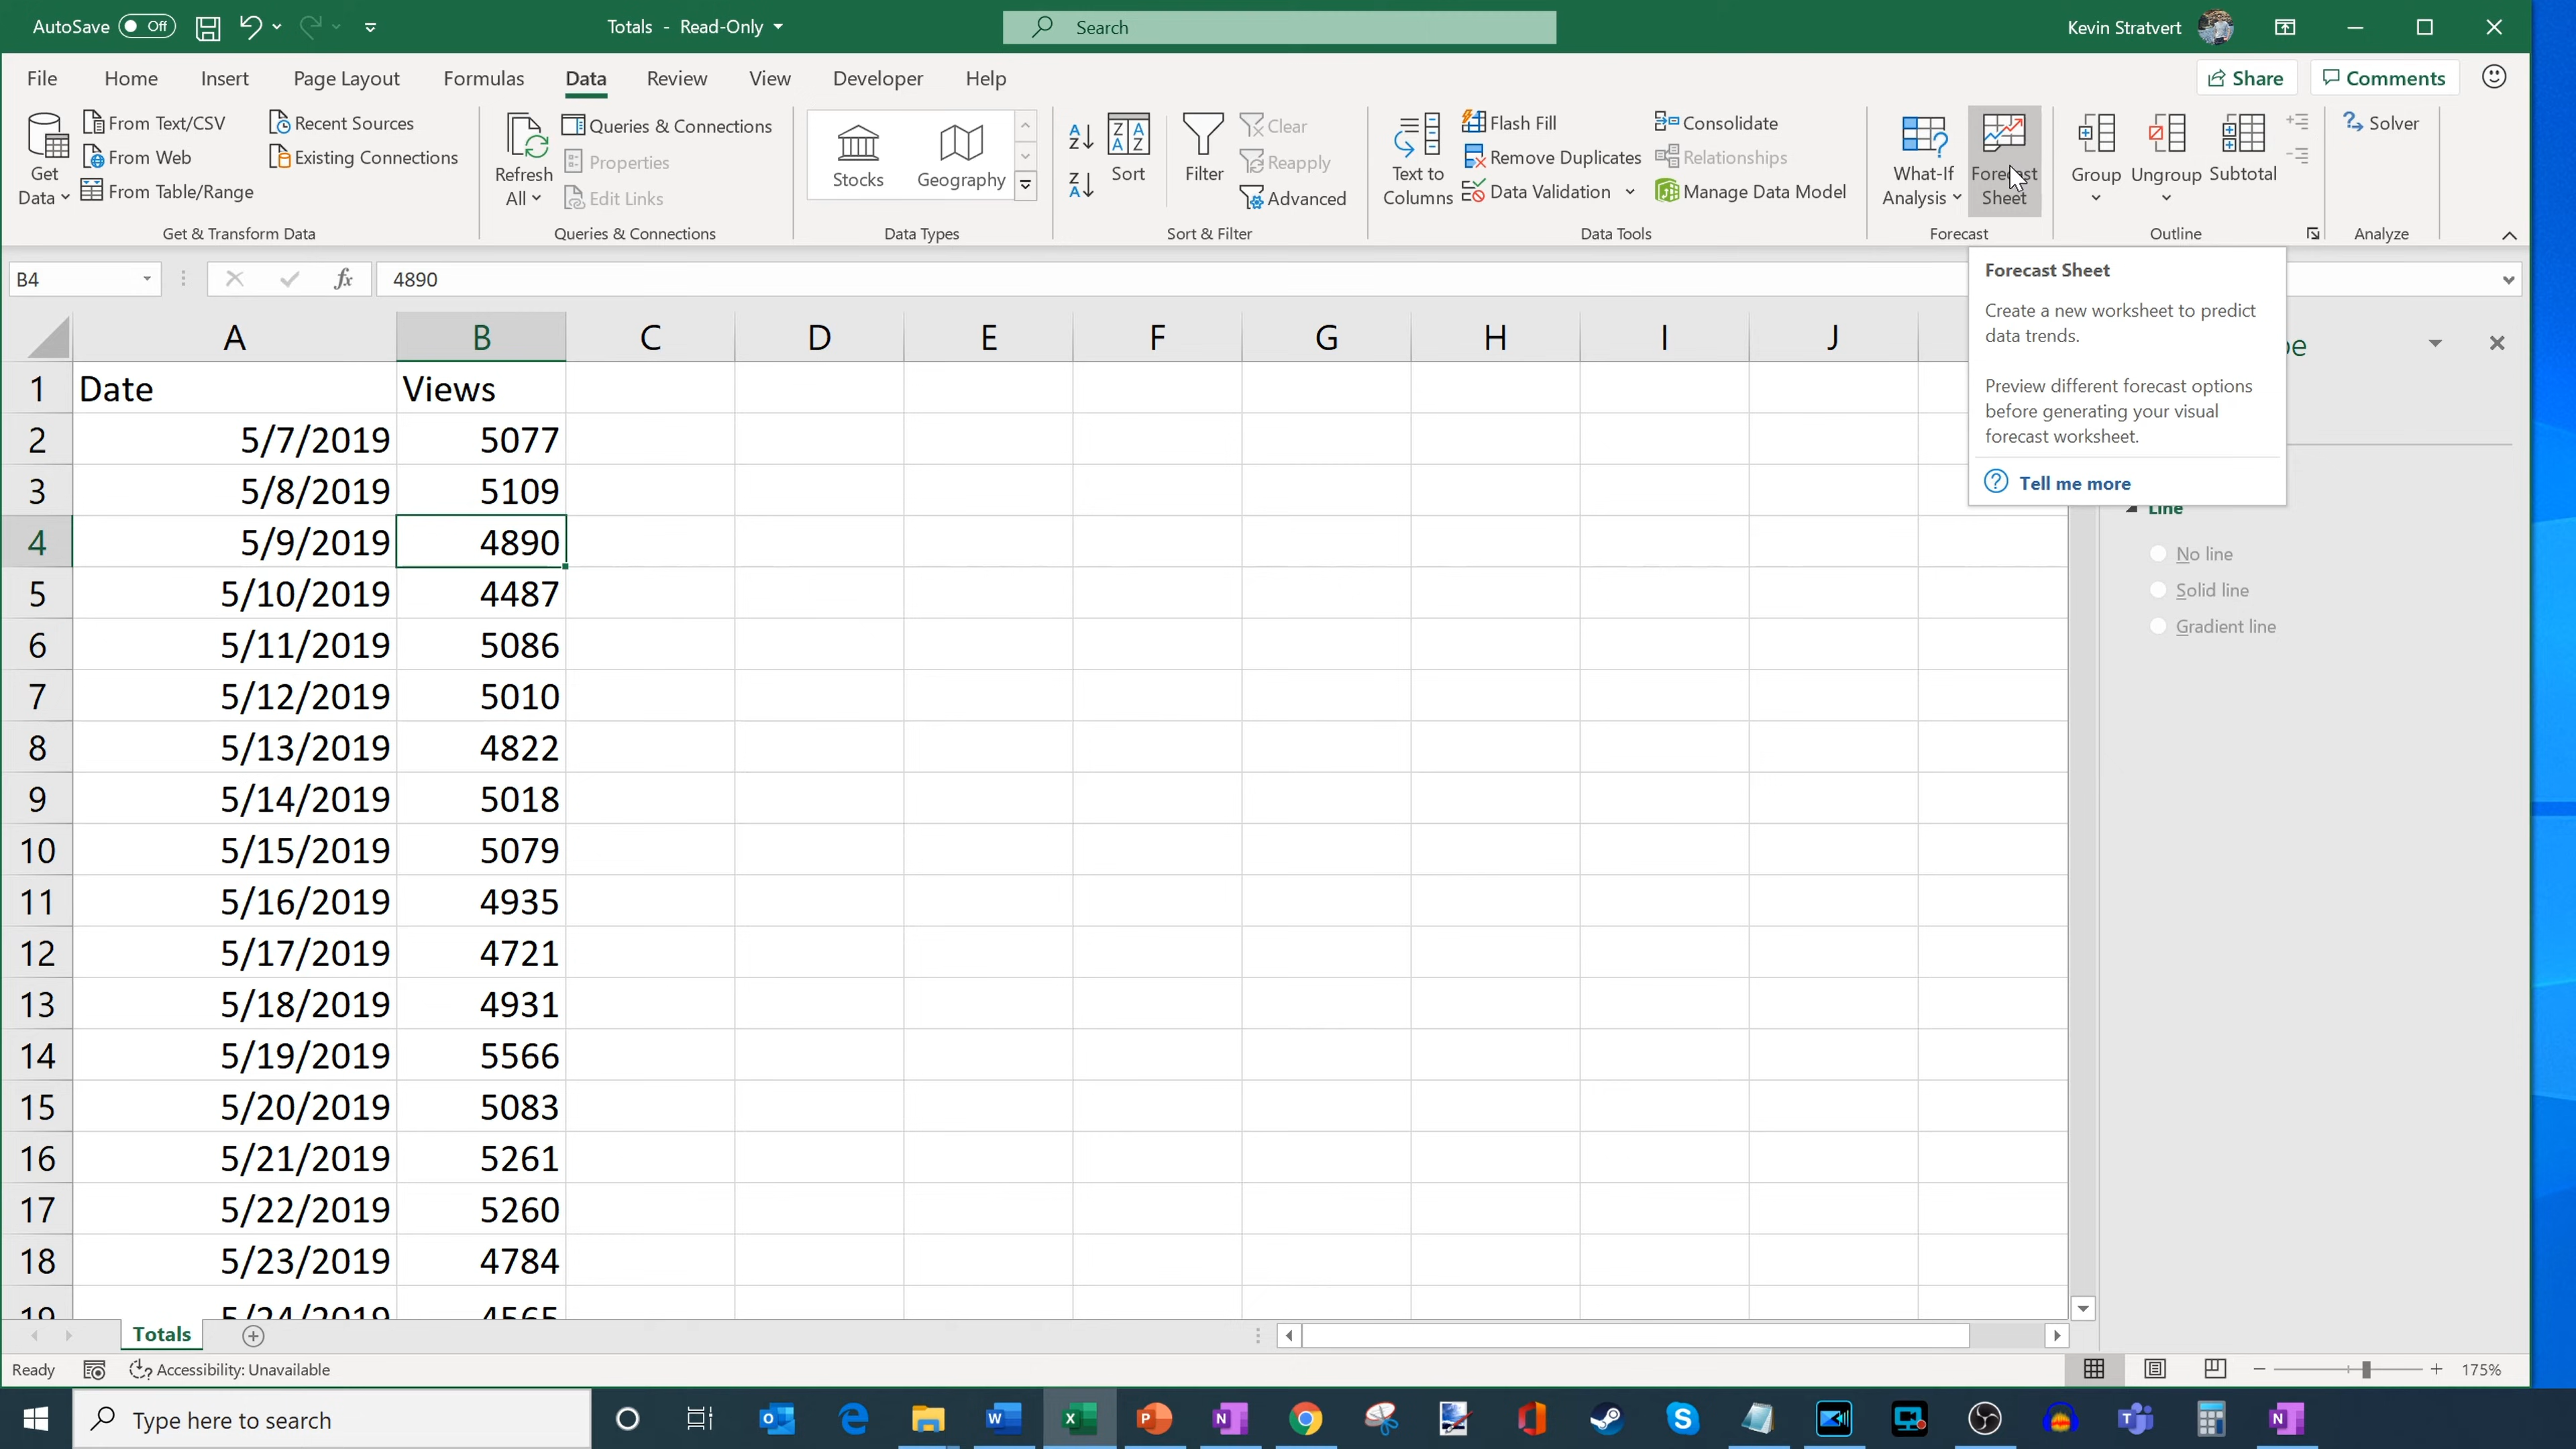 AutoSave Off Totals - Read-Only Search Kevin Stratvert
File Home Insert Page Layout Formulas Data Review View Developer Help Share Comments
Get Data
From Text/CSV
From Web
From Table/Range
Recent Sources
Existing Connections
Get & Transform Data
Refresh All
Queries & Connections
Properties
Edit Links
Queries & Connections
Stocks
Geography
Data Types
Sort
Filter
Clear
Reapply
Advanced
Sort & Filter
Text to Columns
Flash Fill
Remove Duplicates
Data Validation
Consolidate
Relationships
Manage Data Model
Data Tools
What-If Analysis
Forecast Sheet
Forecast
Group
Ungroup
Subtotal
Outline
Solver
Analyze
B4 fx 4890
Forecast Sheet
Create a new worksheet to predict
data trends.
Preview different forecast options
before generating your visual
forecast worksheet.
Tell me more
Line
No line
Solid line
Gradient line
A B C D E F G H I J
1 Date Views
2 5/7/2019 5077
3 5/8/2019 5109
4 5/9/2019 4890
5 5/10/2019 4487
6 5/11/2019 5086
7 5/12/2019 5010
8 5/13/2019 4822
9 5/14/2019 5018
10 5/15/2019 5079
11 5/16/2019 4935
12 5/17/2019 4721
13 5/18/2019 4931
14 5/19/2019 5566
15 5/20/2019 5083
16 5/21/2019 5261
17 5/22/2019 5260
18 5/23/2019 4784
19 5/24/2019 4565
Totals
Ready Accessibility: Unavailable 175%
Type here to search